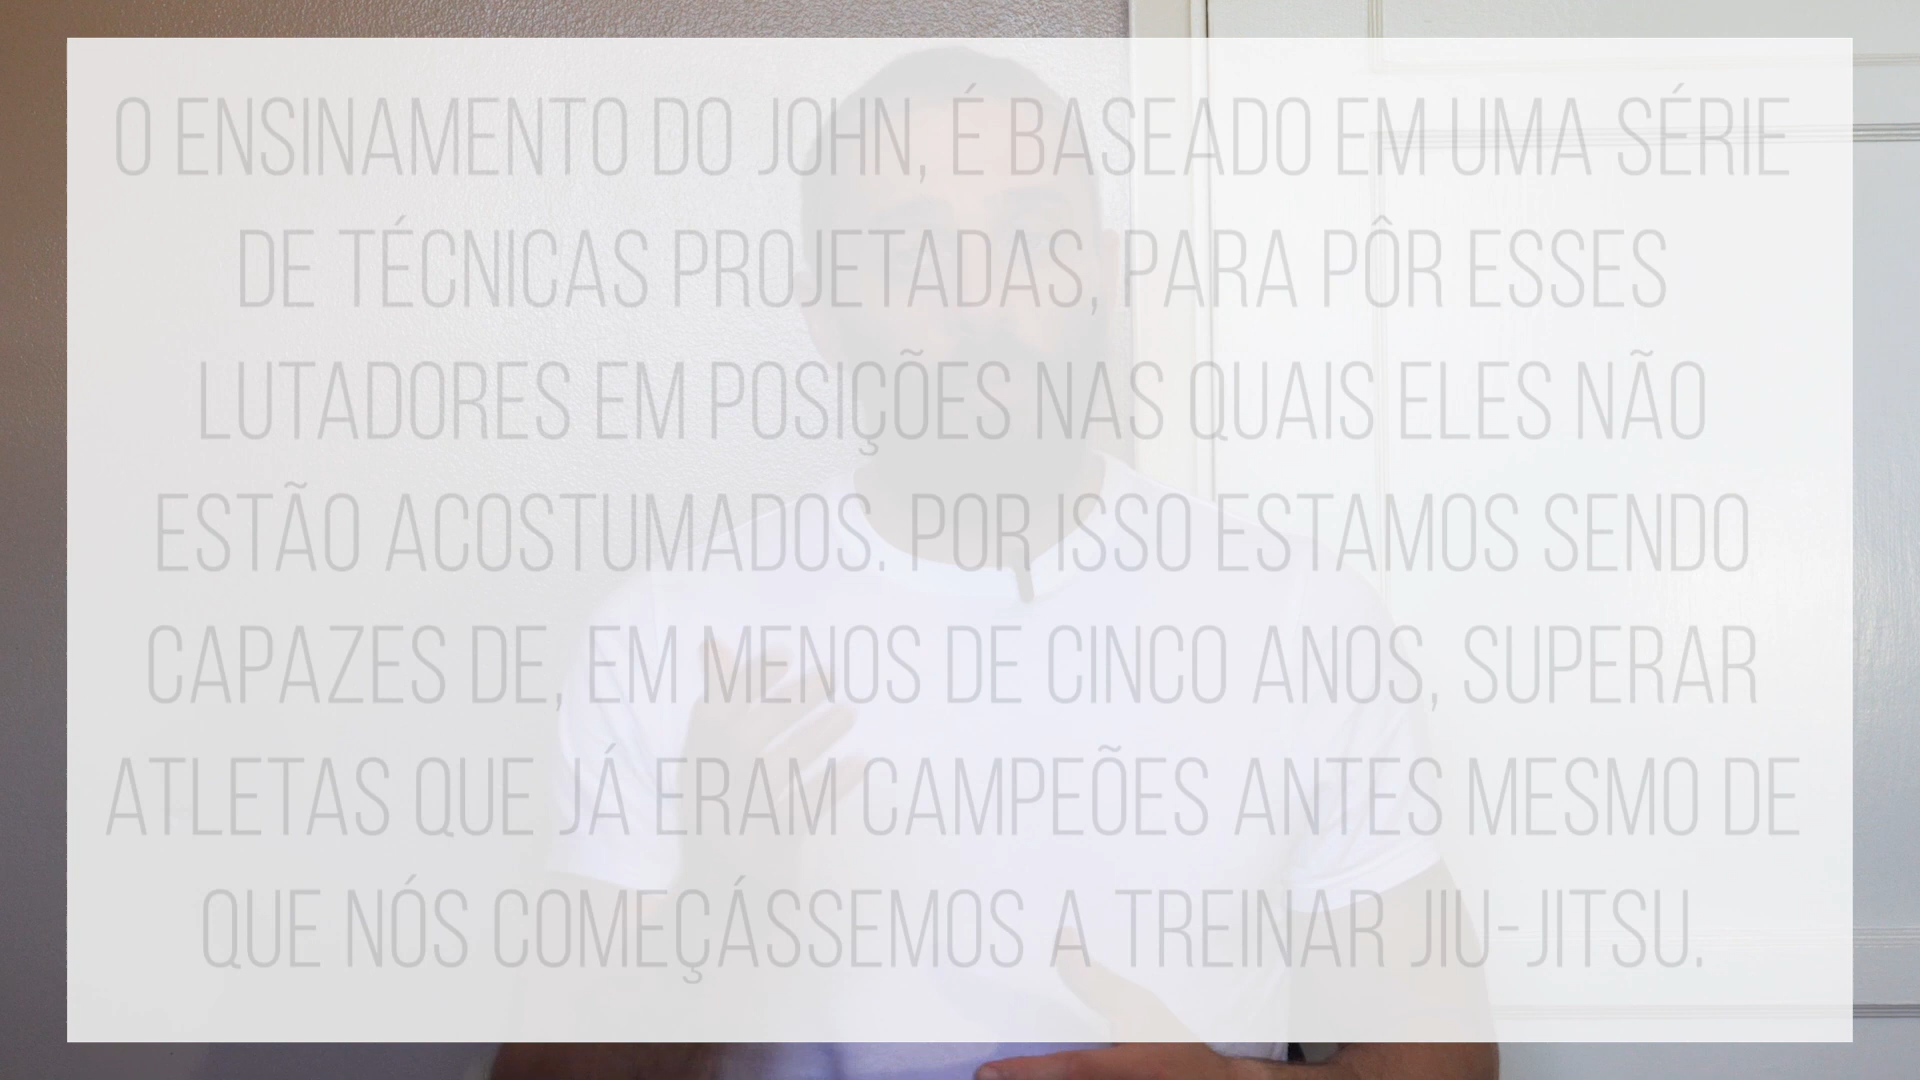 O ENSINAMENTO DO JOHN, É BASEADO EM UMA SÉRIE
DE TÉCNICAS PROJETADAS, PARA PÔR ESSES
LUTADORES EM POSIÇÕES NAS QUAIS ELES NÃO
ESTÃO ACOSTUMADOS. POR ISSO ESTAMOS SENDO
CAPAZES DE, EM MENOS DE CINCO ANOS, SUPERAR
ATLETAS QUE JÁ ERAM CAMPEÕES ANTES MESMO DE
QUE NÓS COMEÇÁSSEMOS A TREINAR JIU-JITSU.